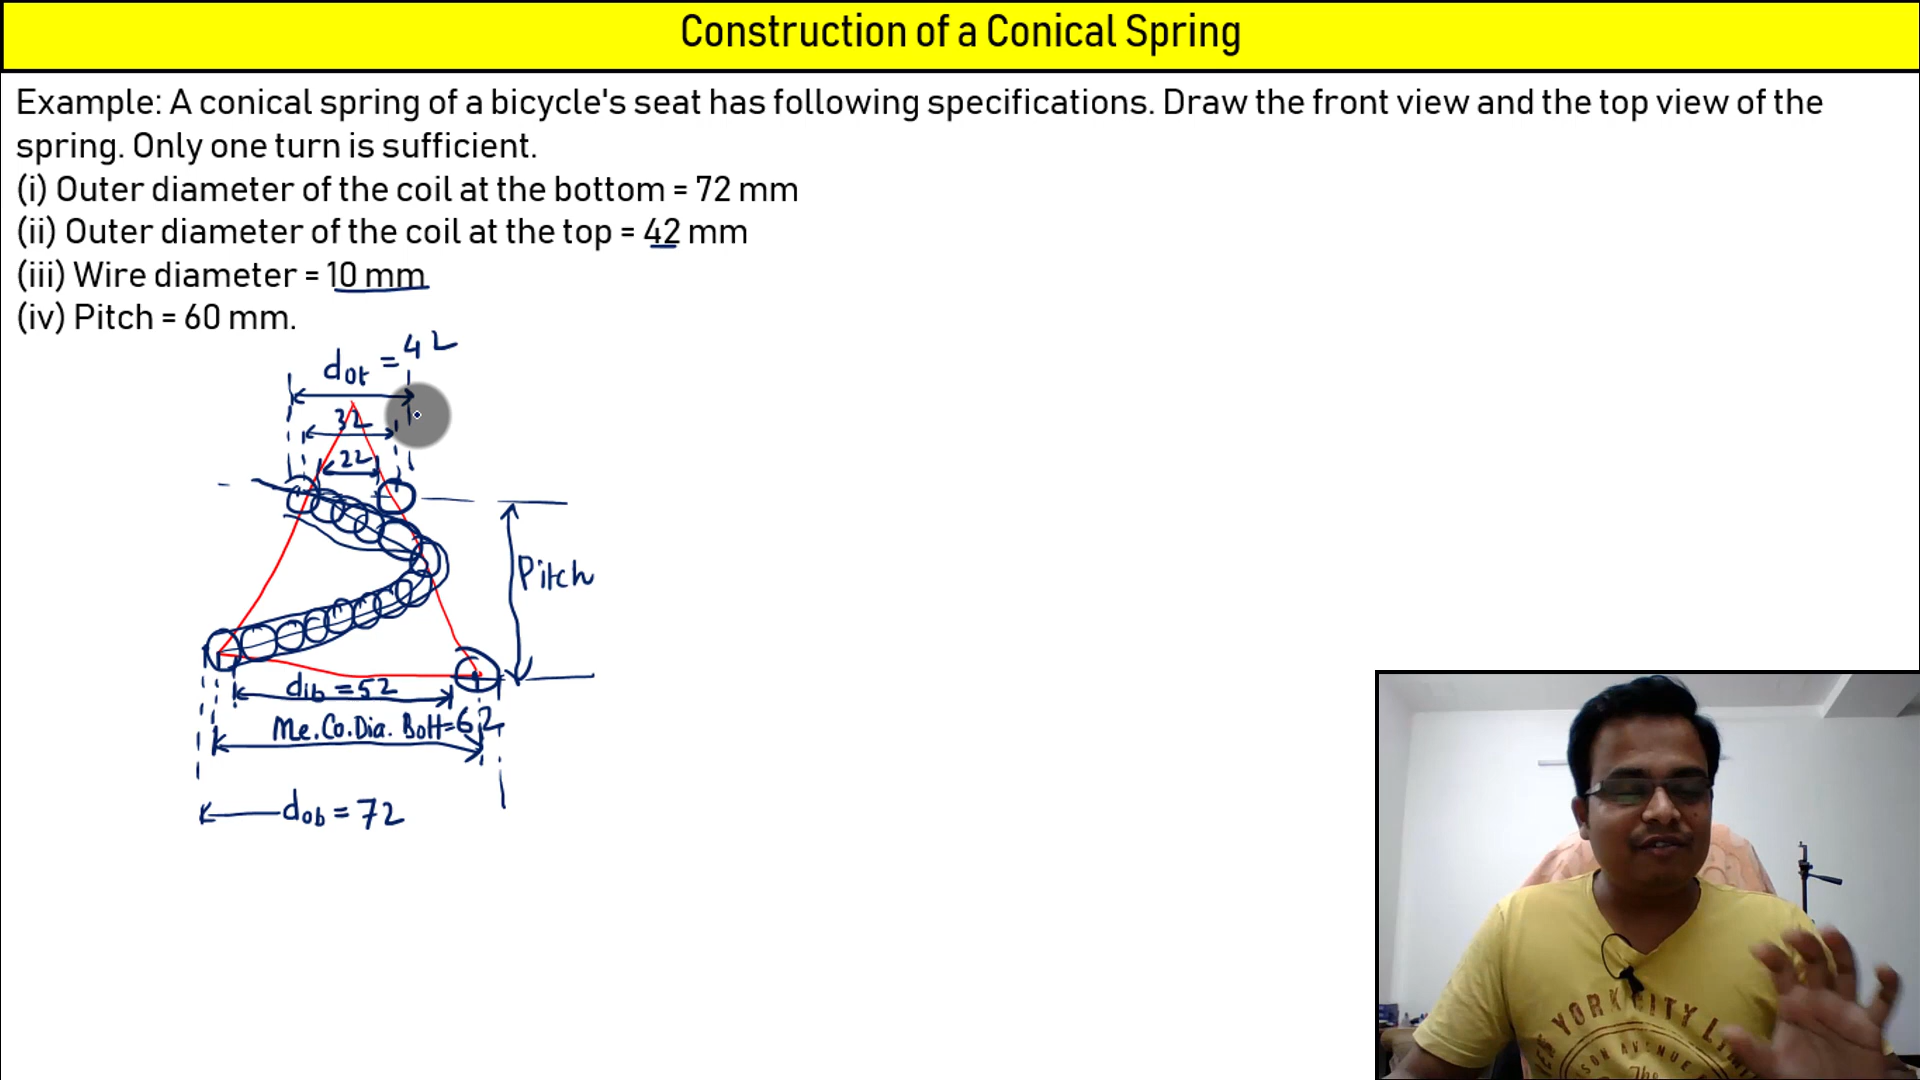 Construction of a Conical Spring
Example: A conical spring of a bicycle's seat has following specifications. Draw the front view and the top view of the
spring. Only one turn is sufficient.
(i) Outer diameter of the coil at the bottom = 72 mm
(ii) Outer diameter of the coil at the top = 42 mm
(iii) Wire diameter = 10 mm
(iv) Pitch = 60 mm.
dot = 42
32
22
Pitch
dib = 52
Me.Co.Dia. Bott=62
dob = 72
YORK CITY
The